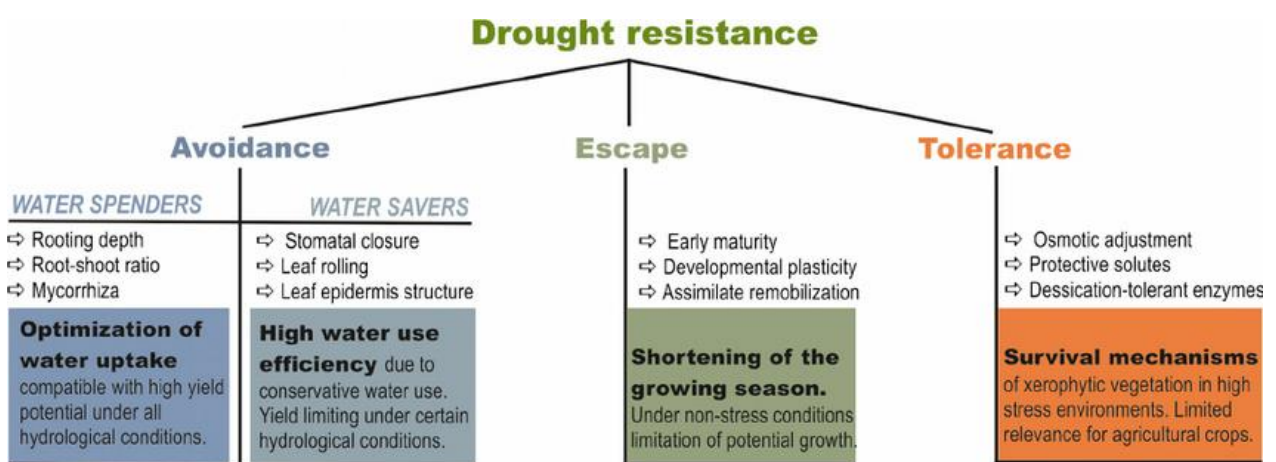 Drought resistance
Avoidance
Escape
Tolerance
WATER SPENDERS
WATER SAVERS
⇨ Rooting depth
⇨ Root-shoot ratio
⇨ Mycorrhiza
⇨ Stomatal closure
⇨ Leaf rolling
⇨ Leaf epidermis structure
⇨ Early maturity
⇨ Developmental plasticity
⇨ Assimilate remobilization
⇨ Osmotic adjustment
⇨ Protective solutes
⇨ Dessication-tolerant enzymes
Optimization of
water uptake
compatible with high yield
potential under all
hydrological conditions.
High water use
efficiency due to
conservative water use.
Yield limiting under certain
hydrological conditions.
Shortening of the
growing season.
Under non-stress conditions
limitation of potential growth.
Survival mechanisms
of xerophytic vegetation in high
stress environments. Limited
relevance for agricultural crops.